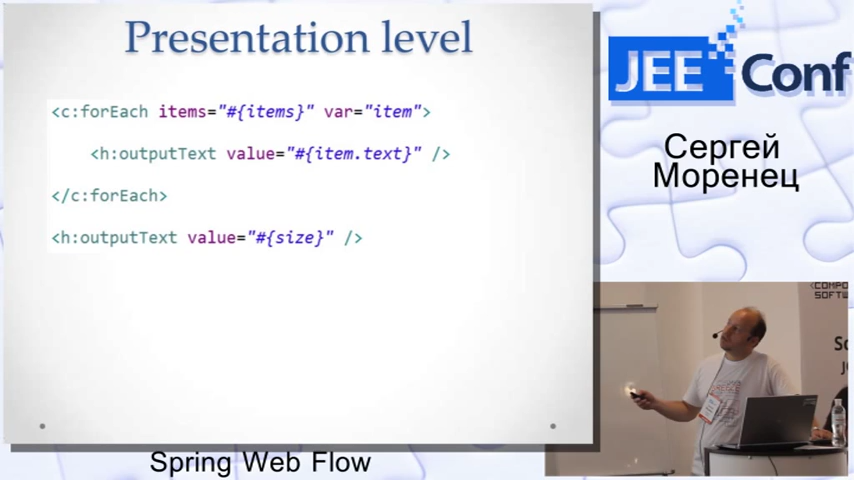 Presentation level
<c:forEach items="#{items}" var="item">
<h:outputText value="#{item.text}" />
</c:forEach>
<h:outputText value="#{size}" />
JEE Conf
Сергей
Моренец
Spring Web Flow